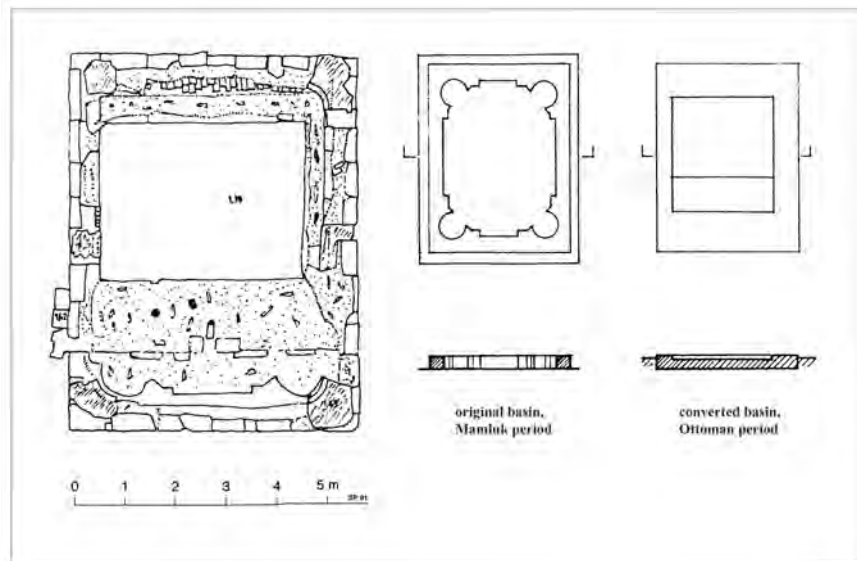 0 1 2 3 4 5 m
original basin,
Mamluk period
converted basin,
Ottoman period